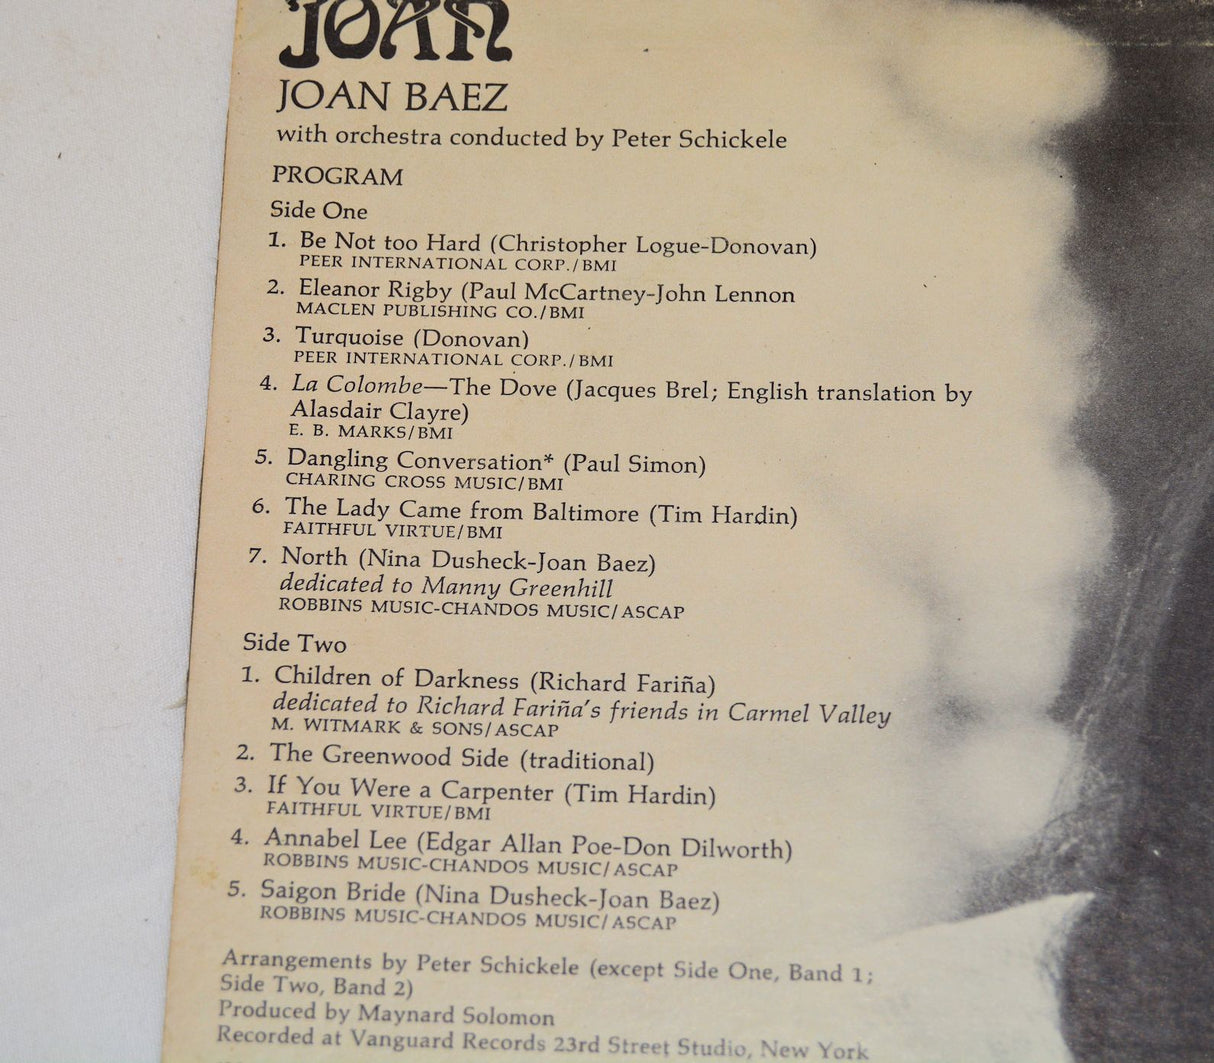 JOAN
JOAN BAEZ
with orchestra conducted by Peter Schickele
PROGRAM
Side One
1. Be Not too Hard (Christopher Logue-Donovan)
PEER INTERNATIONAL CORP./BMI
2. Eleanor Rigby (Paul McCartney-John Lennon
MACLEN PUBLISHING CO./BMI
3. Turquoise (Donovan)
PEER INTERNATIONAL CORP./BMI
4. La Colombe—The Dove (Jacques Brel; English translation by
Alasdair Clayre)
E. B. MARKS/BMI
5. Dangling Conversation* (Paul Simon)
CHARING CROSS MUSIC/BMI
6. The Lady Came from Baltimore (Tim Hardin)
FAITHFUL VIRTUE/BMI
7. North (Nina Dusheck-Joan Baez)
dedicated to Manny Greenhill
ROBBINS MUSIC-CHANDOS MUSIC/ASCAP
Side Two
1. Children of Darkness (Richard Fariña)
dedicated to Richard Fariña's friends in Carmel Valley
M. WITMARK & SONS/ASCAP
2. The Greenwood Side (traditional)
3. If You Were a Carpenter (Tim Hardin)
FAITHFUL VIRTUE/BMI
4. Annabel Lee (Edgar Allan Poe-Don Dilworth)
ROBBINS MUSIC-CHANDOS MUSIC/ASCAP
5. Saigon Bride (Nina Dusheck-Joan Baez)
ROBBINS MUSIC-CHANDOS MUSIC/ASCAP
Arrangements by Peter Schickele (except Side One, Band 1;
Side Two, Band 2)
Produced by Maynard Solomon
Recorded at Vanguard Records 23rd Street Studio, New York